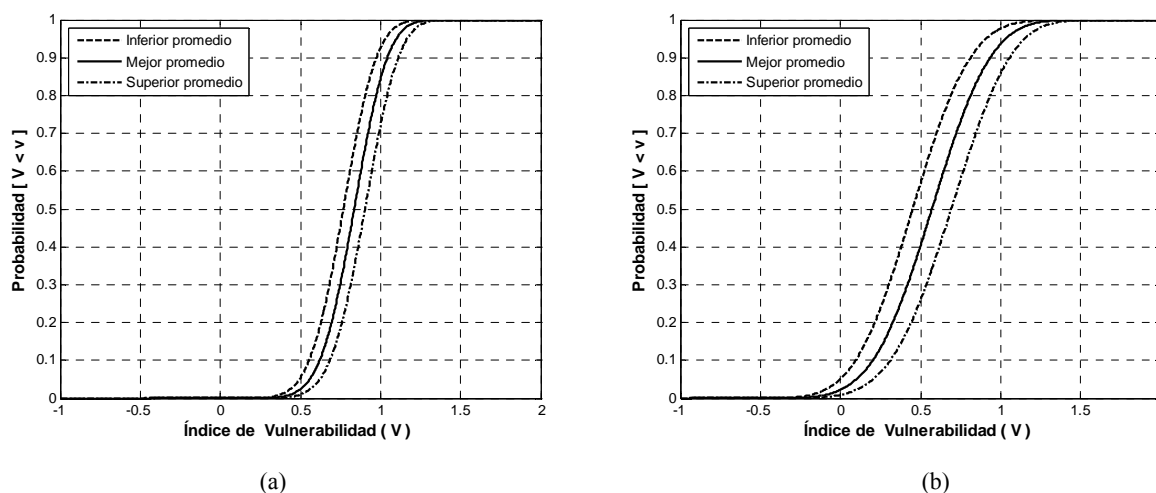 1
0.9
0.8
0.7
0.6
0.5
0.4
0.3
0.2
0.1
0
Probabilidad [ V < v ]
Inferior promedio
Mejor promedio
Superior promedio
-1 -0.5 0 0.5 1 1.5 2
Índice de Vulnerabilidad ( V )
(a)
1
0.9
0.8
0.7
0.6
0.5
0.4
0.3
0.2
0.1
0
Probabilidad [ V < v ]
Inferior promedio
Mejor promedio
Superior promedio
-1 -0.5 0 0.5 1 1.5
Índice de Vulnerabilidad ( V )
(b)